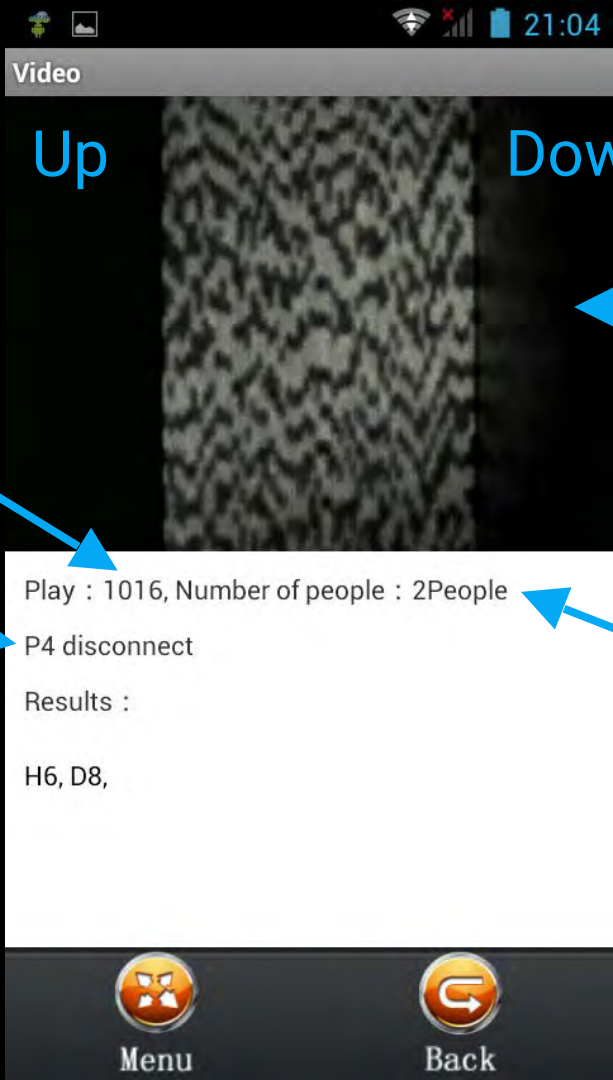 21:04
Video
Up Dow
Play：1016, Number of people：2People
P4 disconnect
Results：
H6, D8,
Menu Back